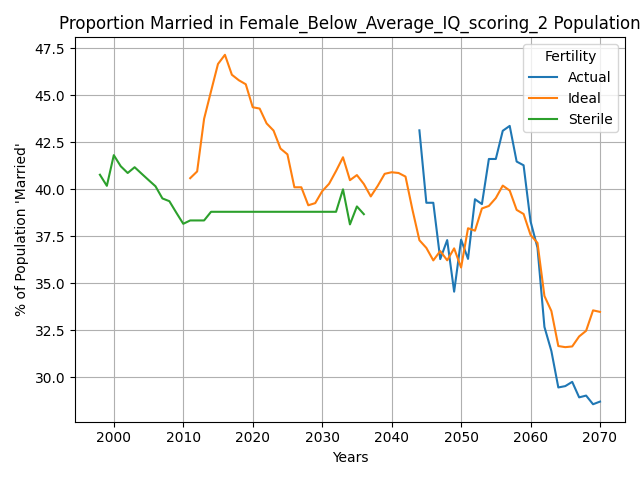 Proportion Married in Female_Below_Average_IQ_scoring_2 Population
47.5
45.0
42.5
40.0
37.5
35.0
32.5
30.0
% of Population 'Married'
Fertility
Actual
Ideal
Sterile
2000 2010 2020 2030 2040 2050 2060 2070
Years